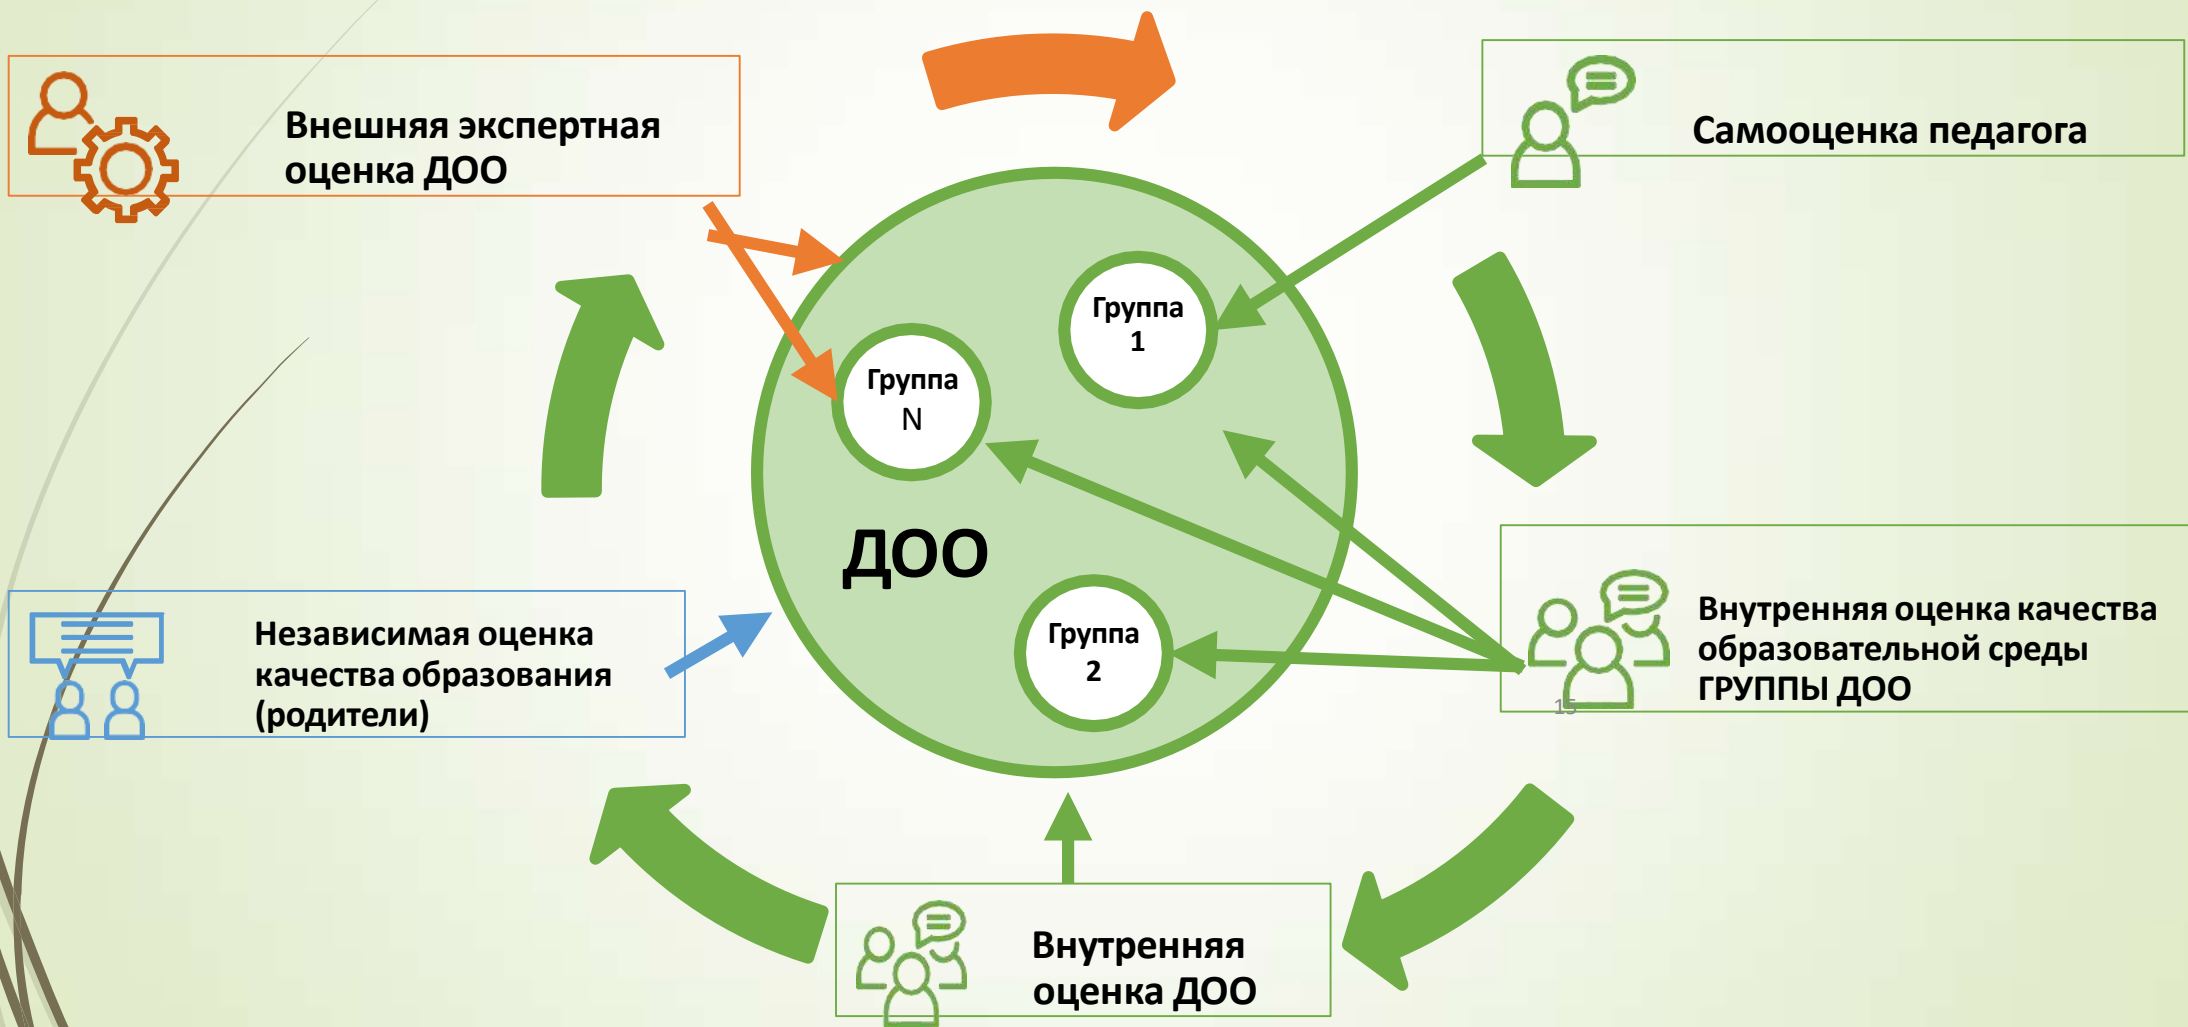 Внешняя экспертная
оценка ДОО
Самооценка педагога
Группа
1
Группа
N
ДОО
Группа
2
Независимая оценка
качества образования
(родители)
Внутренняя оценка качества
образовательной среды
ГРУППЫ ДОО
15
Внутренняя
оценка ДОО